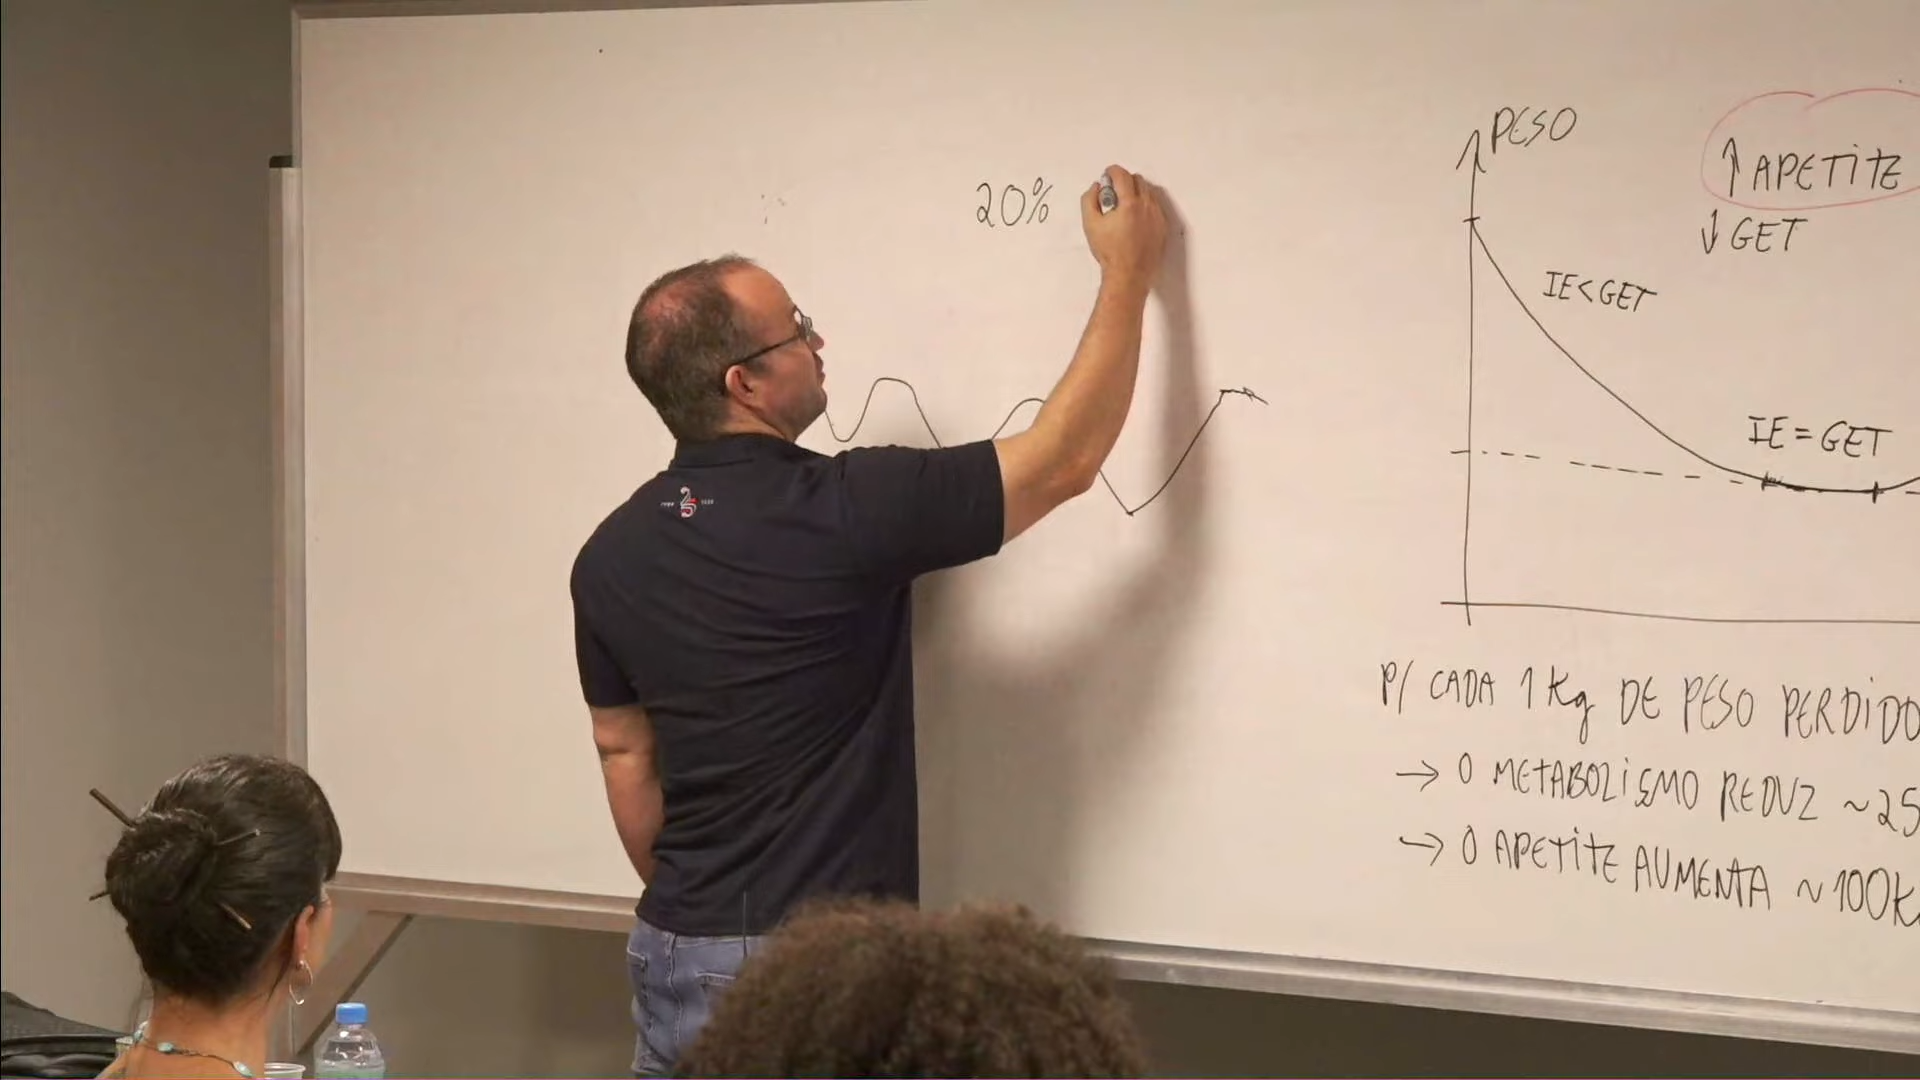 20%
PESO
↑ APETITE
↓ GET
IE<GET
IE = GET
P/ CADA 1 Kg DE PESO PERDIDO
→ O METABOLISMO REDUZ ~25
→ O APETITE AUMENTA ~100K
25